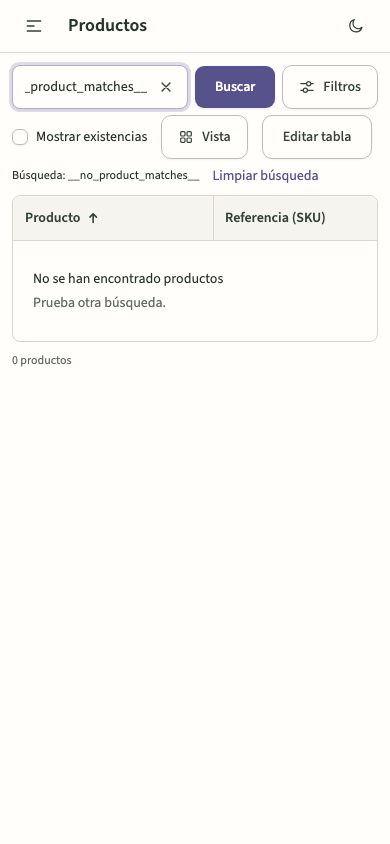 Productos
_product_matches__
Buscar
Filtros
Mostrar existencias
Vista
Editar tabla
Búsqueda: __no_product_matches__ Limpiar búsqueda
Producto ↑ Referencia (SKU)
No se han encontrado productos
Prueba otra búsqueda.
0 productos